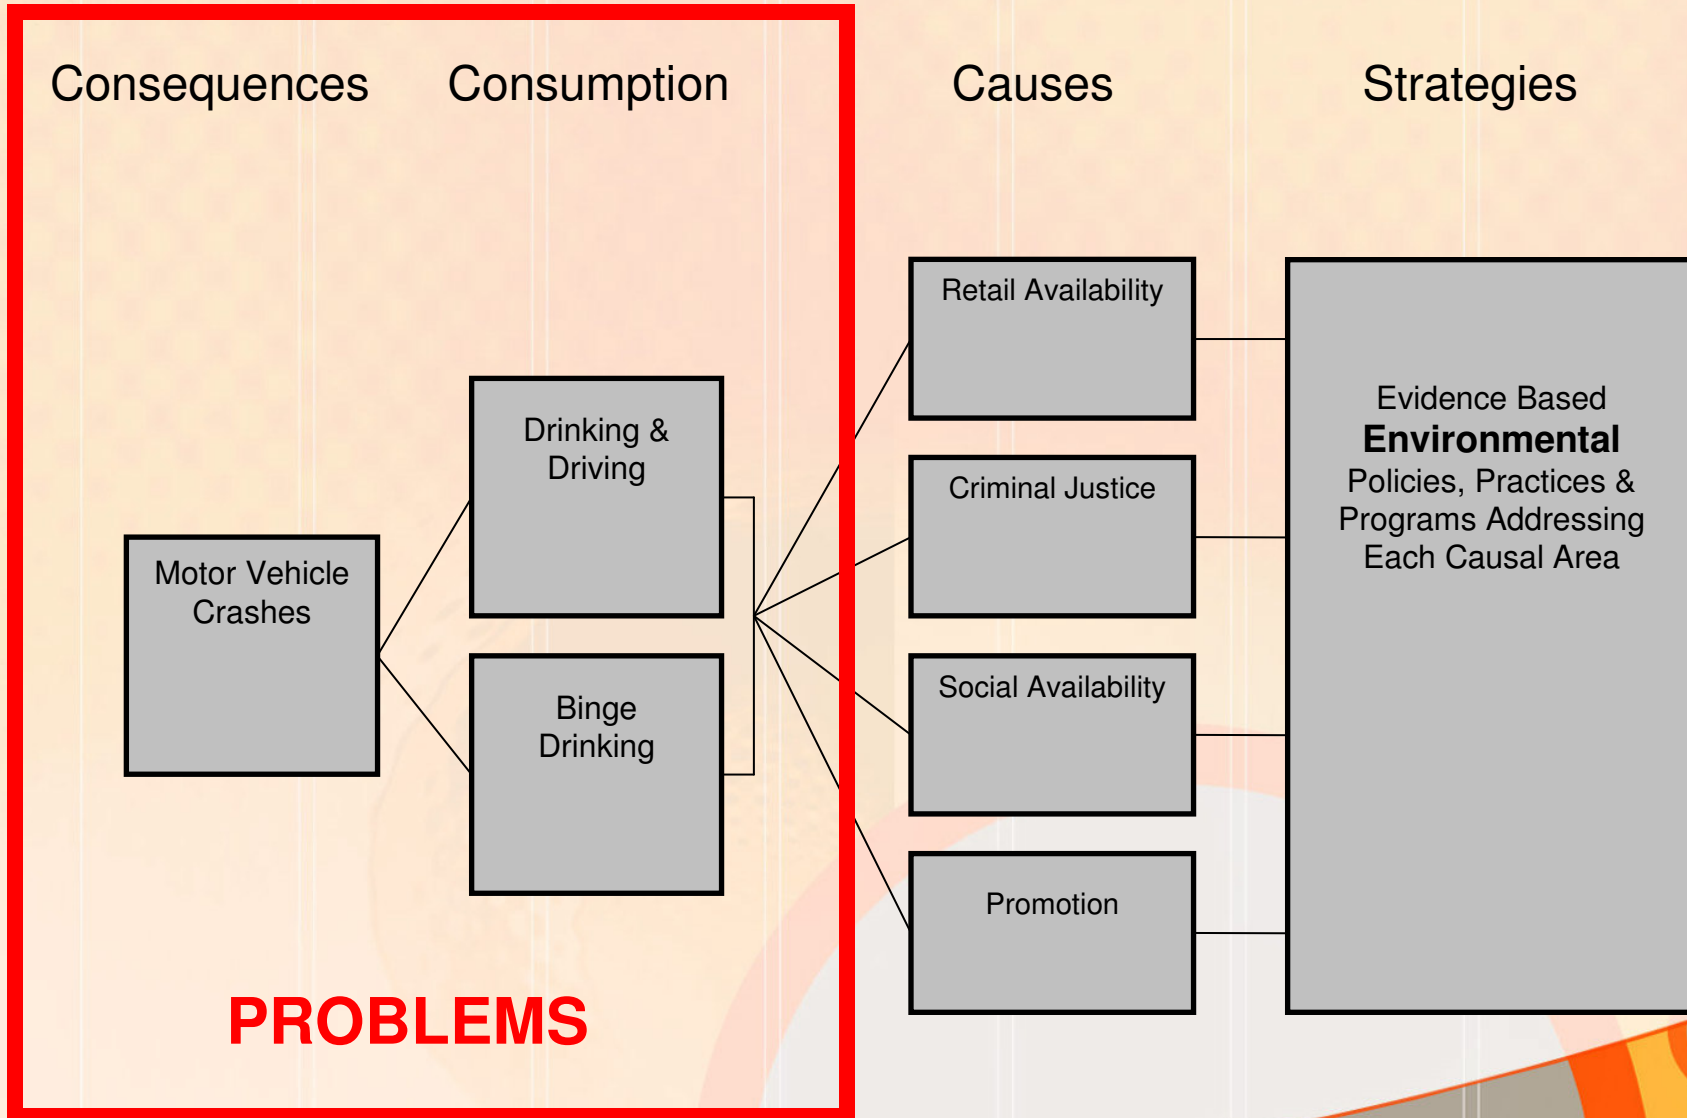 Consequences
Consumption
Causes
Strategies
Motor Vehicle
Crashes
Drinking &
Driving
Binge
Drinking
Retail Availability
Criminal Justice
Social Availability
Promotion
Evidence Based
Environmental
Policies, Practices &
Programs Addressing
Each Causal Area
PROBLEMS